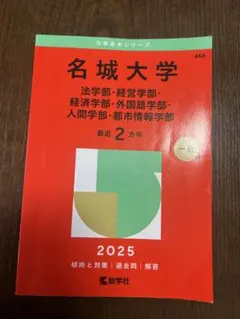 大学赤本シリーズ
名城大学
法学部・経営学部・
経済学部・外国語学部・
人間学部・都市情報学部
最近2カ年
2025
傾向と対策｜過去問｜解答
教学社